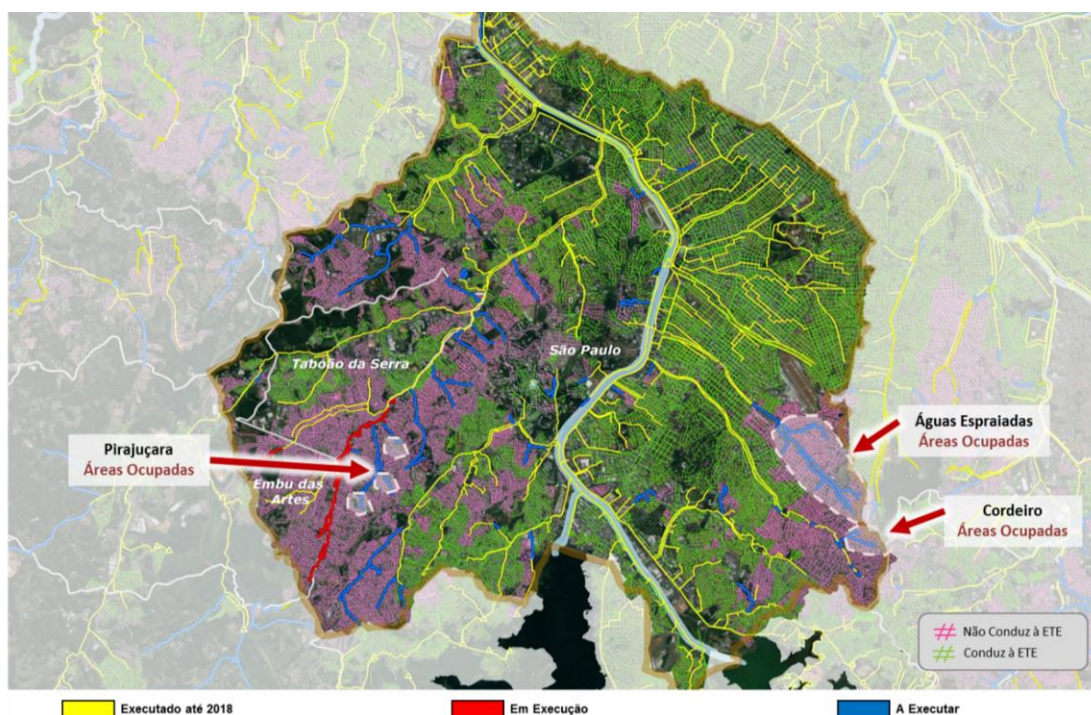 Taboão da Serra
São Paulo
Águas Espraiadas
Áreas Ocupadas
Pirajuçara
Áreas Ocupadas
Embu das
Artes
Cordeiro
Áreas Ocupadas
Não Conduz à ETE
Conduz à ETE
Executado até 2018
Em Execução
A Executar